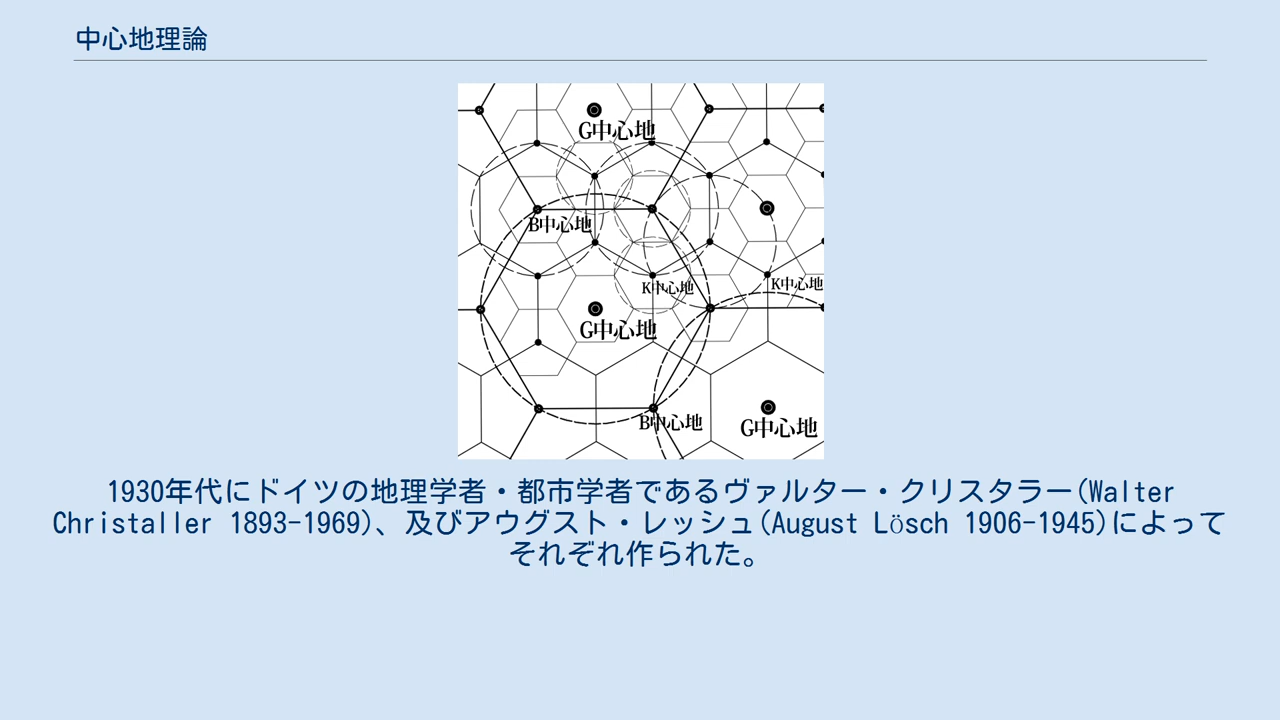 中心地理論
G中心地
B中心地
K中心地
K中心地
G中心地
B中心地
G中心地
1930年代にドイツの地理学者・都市学者であるヴァルター・クリスタラー(Walter
Christaller 1893-1969)、及びアウグスト・レッシュ(August Lösch 1906-1945)によって
それぞれ作られた。